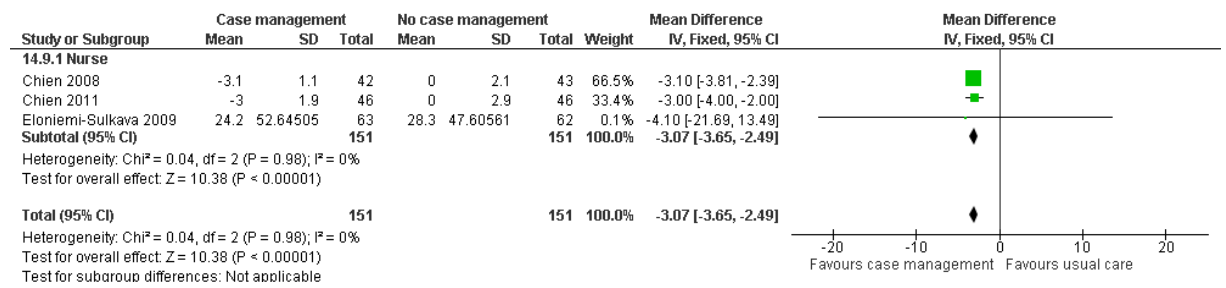 Case management No case management Mean Difference Mean Difference
Study or Subgroup Mean SD Total Mean SD Total Weight IV, Fixed, 95% CI IV, Fixed, 95% CI
14.9.1 Nurse
Chien 2008 -3.1 1.1 42 0 2.1 43 66.5% -3.10 [-3.81, -2.39]
Chien 2011 -3 1.9 46 0 2.9 46 33.4% -3.00 [-4.00, -2.00]
Eloniemi-Sulkava 2009 24.2 52.64505 63 28.3 47.60561 62 0.1% -4.10 [-21.69, 13.49]
Subtotal (95% CI) 151 151 100.0% -3.07 [-3.65, -2.49]
Heterogeneity: Chi² = 0.04, df = 2 (P = 0.98); I² = 0%
Test for overall effect: Z = 10.38 (P < 0.00001)
Total (95% CI) 151 151 100.0% -3.07 [-3.65, -2.49]
Heterogeneity: Chi² = 0.04, df = 2 (P = 0.98); I² = 0%
Test for overall effect: Z = 10.38 (P < 0.00001)
Test for subgroup differences: Not applicable
-20 -10 0 10 20
Favours case management Favours usual care